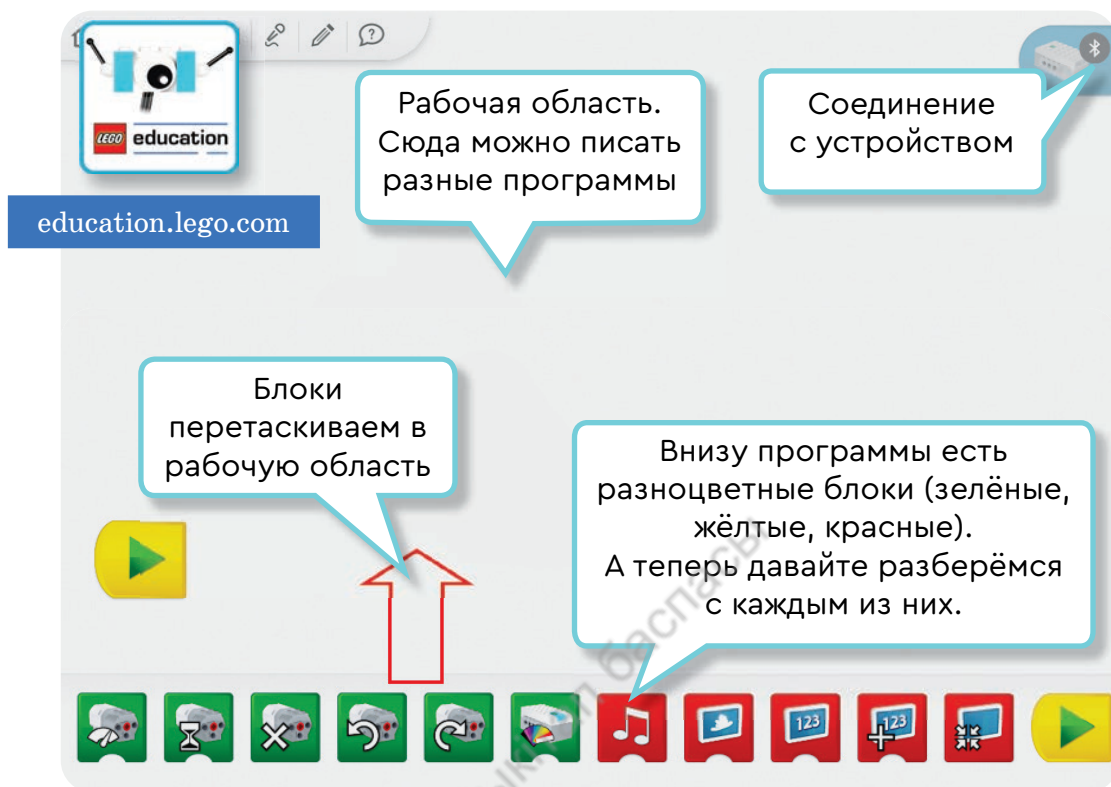 LEGO education
education.lego.com
Рабочая область.
Сюда можно писать
разные программы
Соединение
с устройством
Блоки
перетаскиваем в
рабочую область
Внизу программы есть
разноцветные блоки (зелёные,
жёлтые, красные).
А теперь давайте разберёмся
с каждым из них.
123
123
баспасы